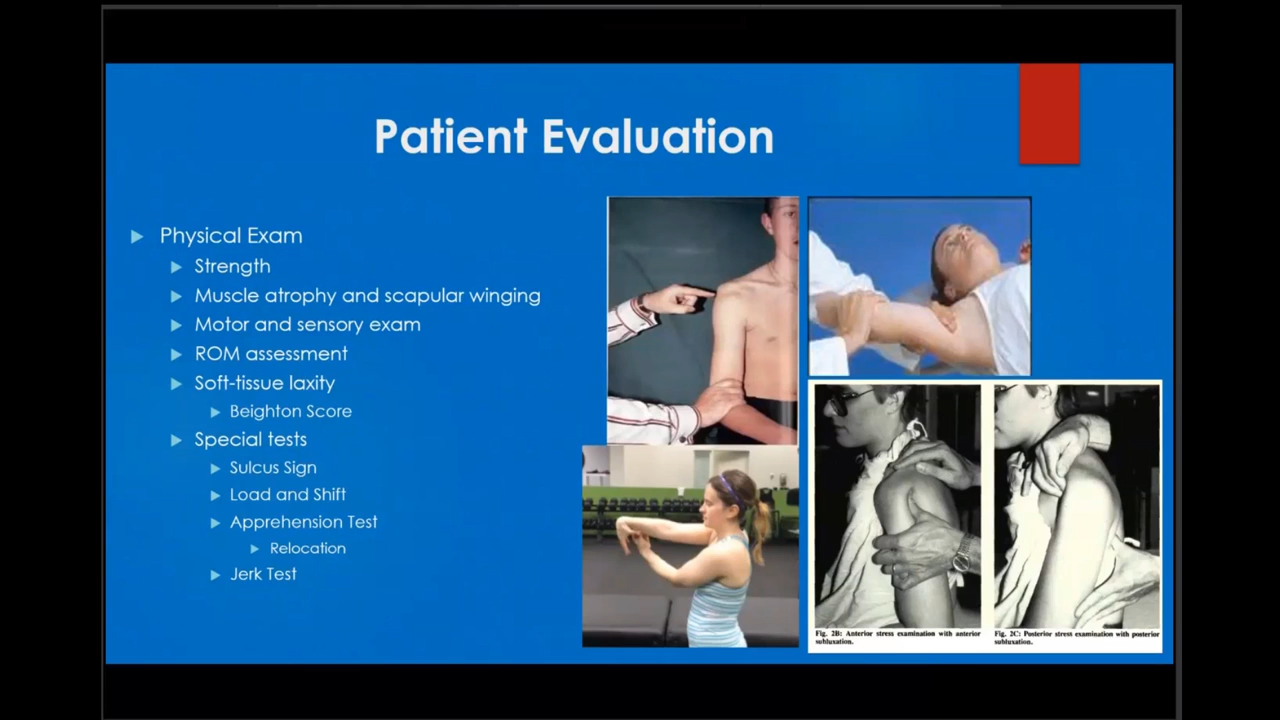 Patient Evaluation
Physical Exam
Strength
Muscle atrophy and scapular winging
Motor and sensory exam
ROM assessment
Soft-tissue laxity
Beighton Score
Special tests
Sulcus Sign
Load and Shift
Apprehension Test
Relocation
Jerk Test
Fig. 2B: Anterior stress examination with anterior
subluxation.
Fig. 2C: Posterior stress examination with posterior
subluxation.